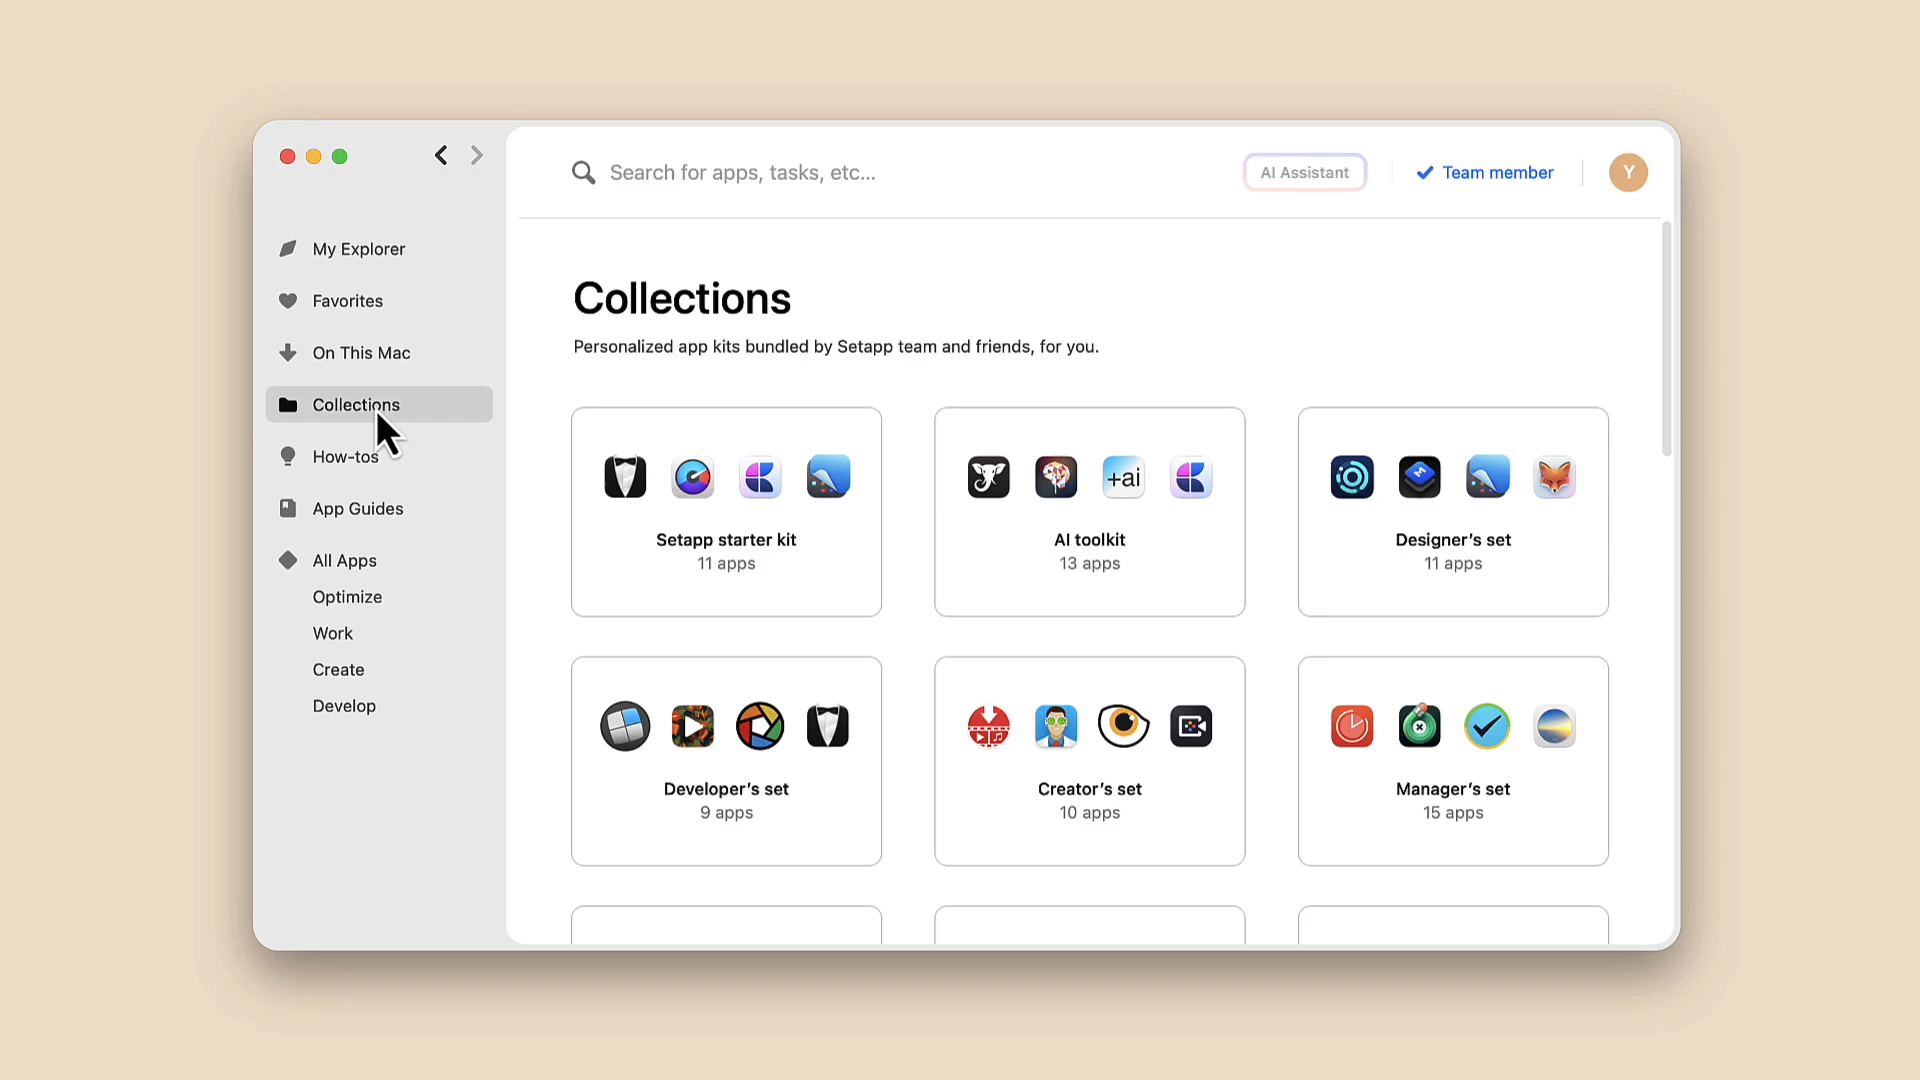 Search for apps, tasks, etc...
AI Assistant
Team member
Y
My Explorer
Favorites
On This Mac
Collections
How-tos
App Guides
All Apps
Optimize
Work
Create
Develop
Collections
Personalized app kits bundled by Setapp team and friends, for you.
Setapp starter kit
11 apps
+ai
AI toolkit
13 apps
Designer's set
11 apps
Developer's set
9 apps
Creator's set
10 apps
Manager's set
15 apps